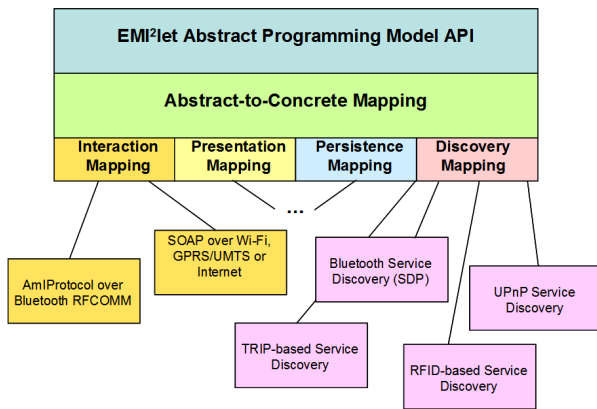 EMI²let Abstract Programming Model API
Abstract-to-Concrete Mapping
Interaction
Mapping
Presentation
Mapping
Persistence
Mapping
Discovery
Mapping
...
SOAP over Wi-Fi,
GPRS/UMTS or
Internet
AmIProtocol over
Bluetooth RFCOMM
Bluetooth Service
Discovery (SDP)
UPnP Service
Discovery
TRIP-based Service
Discovery
RFID-based Service
Discovery